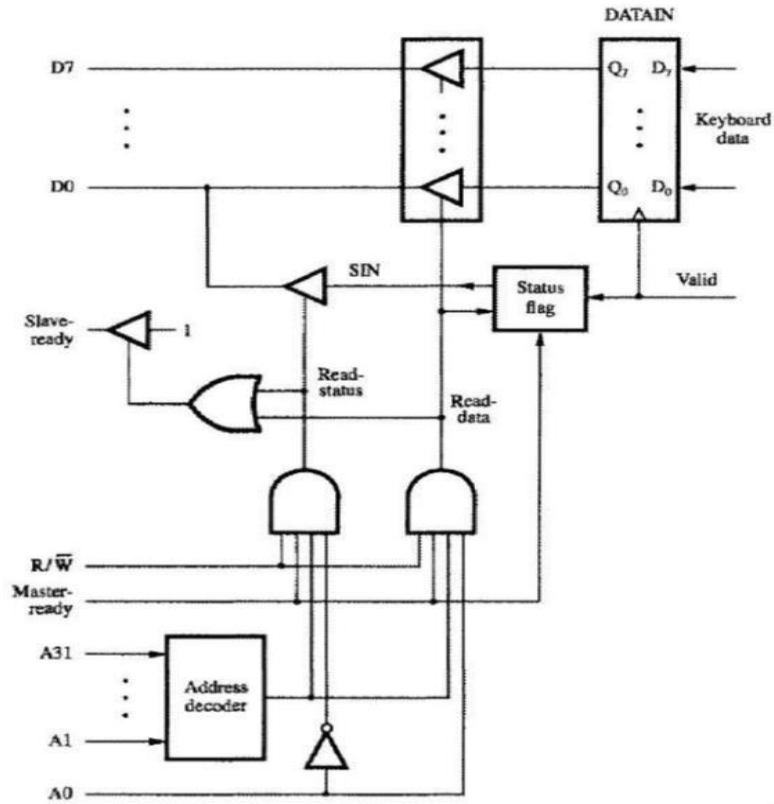 DATAIN
D7
Q7 D7
Keyboard
data
D0
Q0 D0
SIN
Status
flag
Valid
Slave-
ready
1
Read-
status
Read-
data
R/W̅
Master-
ready
A31
Address
decoder
A1
A0